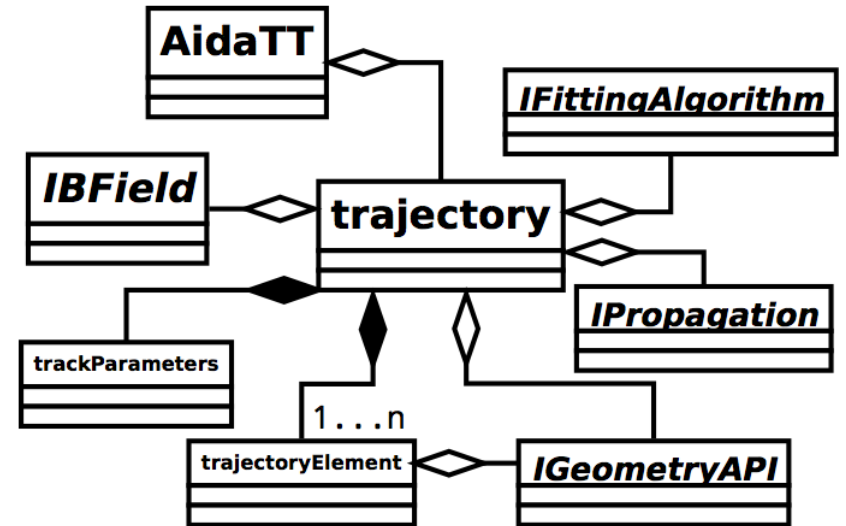 AidaTT
IFittingAlgorithm
IBField
trajectory
IPropagation
trackParameters
1...n
trajectoryElement
IGeometryAPI